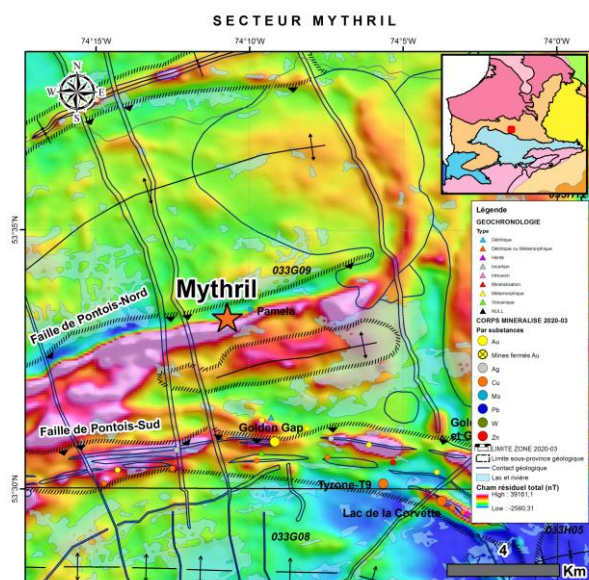 SECTEUR MYTHRIL
74°15'W
74°10'W
74°5'W
74°0'W
N
W
E
S
53°35'N
033G09
Mythril
Pamela
Faille de Pontois-Nord
Faille de Pontois-Sud
Golden Gap
53°30'N
Tyrone-T9
Lac de la Corvette
033G08
033H05
4
Km
Légende
GEOCHRONOLOGIE
Type
Détritique
Détritique ou Métamorphique
Hérité
Incertain
Intrusion
Minéralisation
Métamorphique
Volcanique
NULL
CORPS MINERALISE 2020-03
Par substances
Au
Mines fermés Au
Ag
Cu
Mo
Pb
W
Zn
LIMITE ZONE 2020-03
Limite sous-province géologique
Contact géologique
Lac et rivière
Cham résiduel total (nT)
High : 39161,1
Low : -2580,31